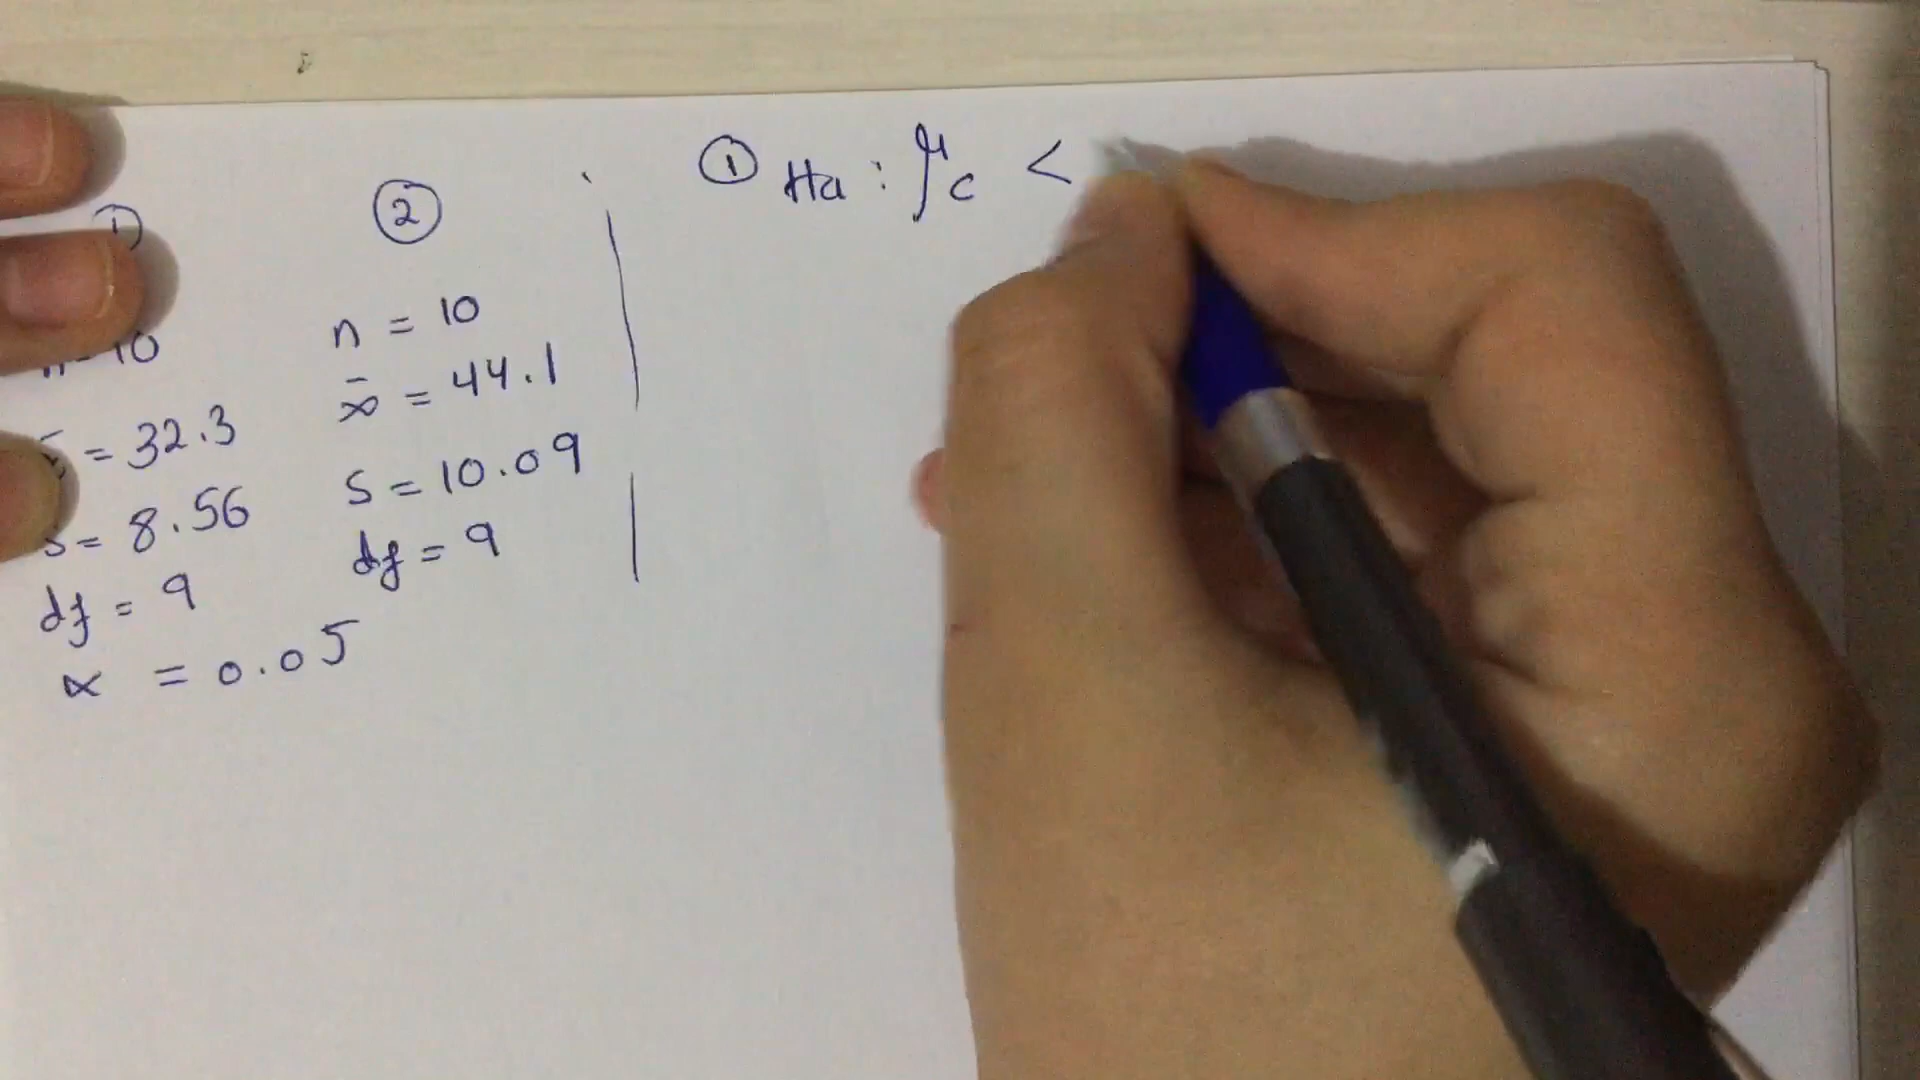 ① Ha : μc <
②
n = 10
x̄ = 44.1
s = 10.09
df = 9
10
= 32.3
s = 8.56
df = 9
α = 0.05